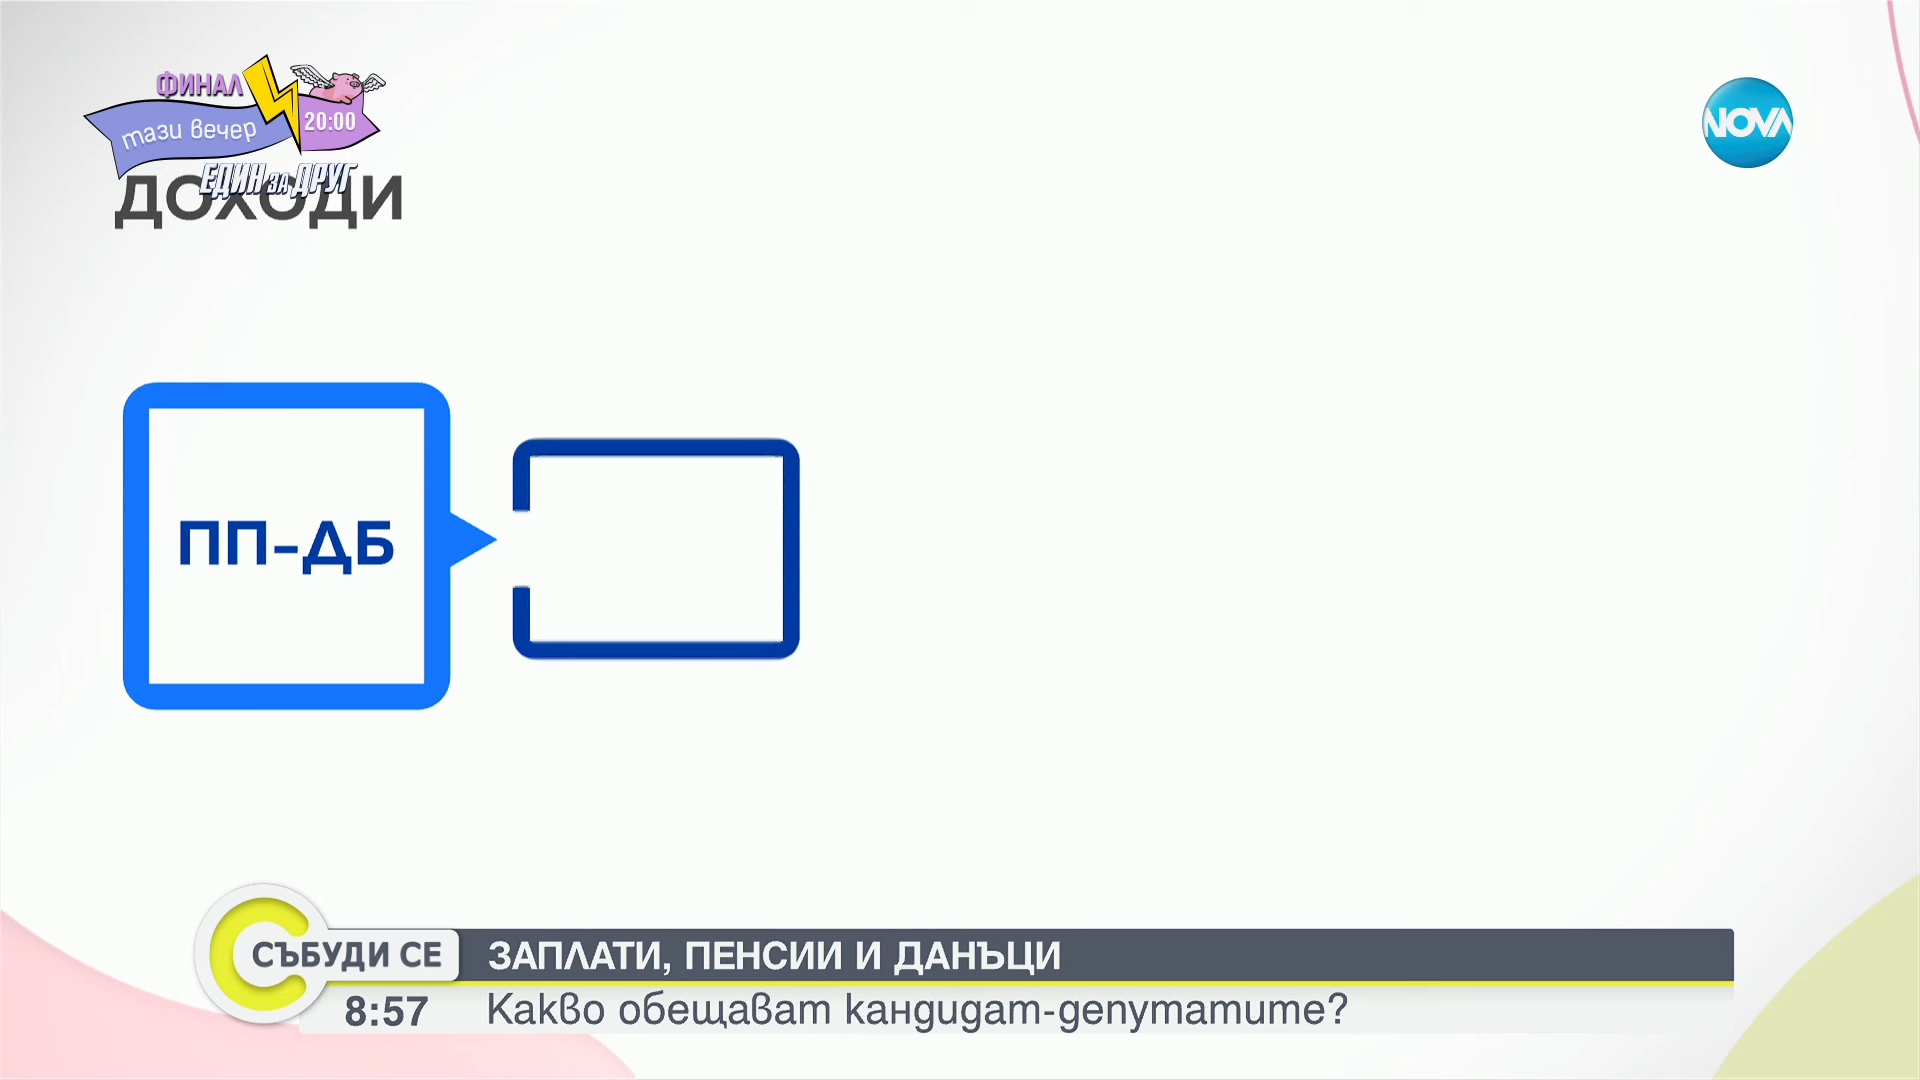 ФИНАЛ
тази вечер
20:00
ЕДИН ЗА ДРУГ
ДОХОДИ
NOVA
ПП-ДБ
СЪБУДИ СЕ
ЗАПЛАТИ, ПЕНСИИ И ДАНЪЦИ
8:57
Какво обещават кандидат-депутатите?